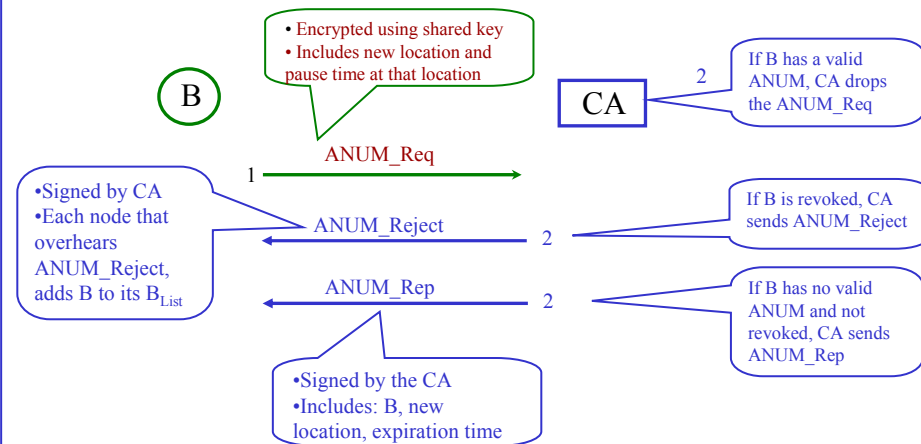 • Encrypted using shared key
• Includes new location and
pause time at that location
B
CA
2
If B has a valid
ANUM, CA drops
the ANUM_Req
1
ANUM_Req
•Signed by CA
•Each node that
overhears
ANUM_Reject,
adds B to its BList
ANUM_Reject
2
If B is revoked, CA
sends ANUM_Reject
ANUM_Rep
2
If B has no valid
ANUM and not
revoked, CA sends
ANUM_Rep
•Signed by the CA
•Includes: B, new
location, expiration time